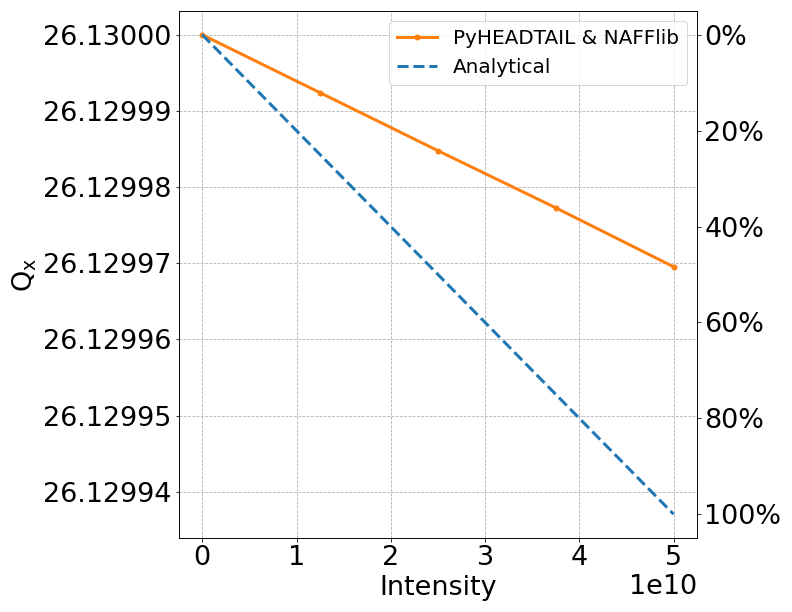 PyHEADTAIL & NAFFlib
Analytical
26.13000
26.12999
26.12998
26.12997
26.12996
26.12995
26.12994
Qx
0%
20%
40%
60%
80%
100%
0 1 2 3 4 5
Intensity
1e10